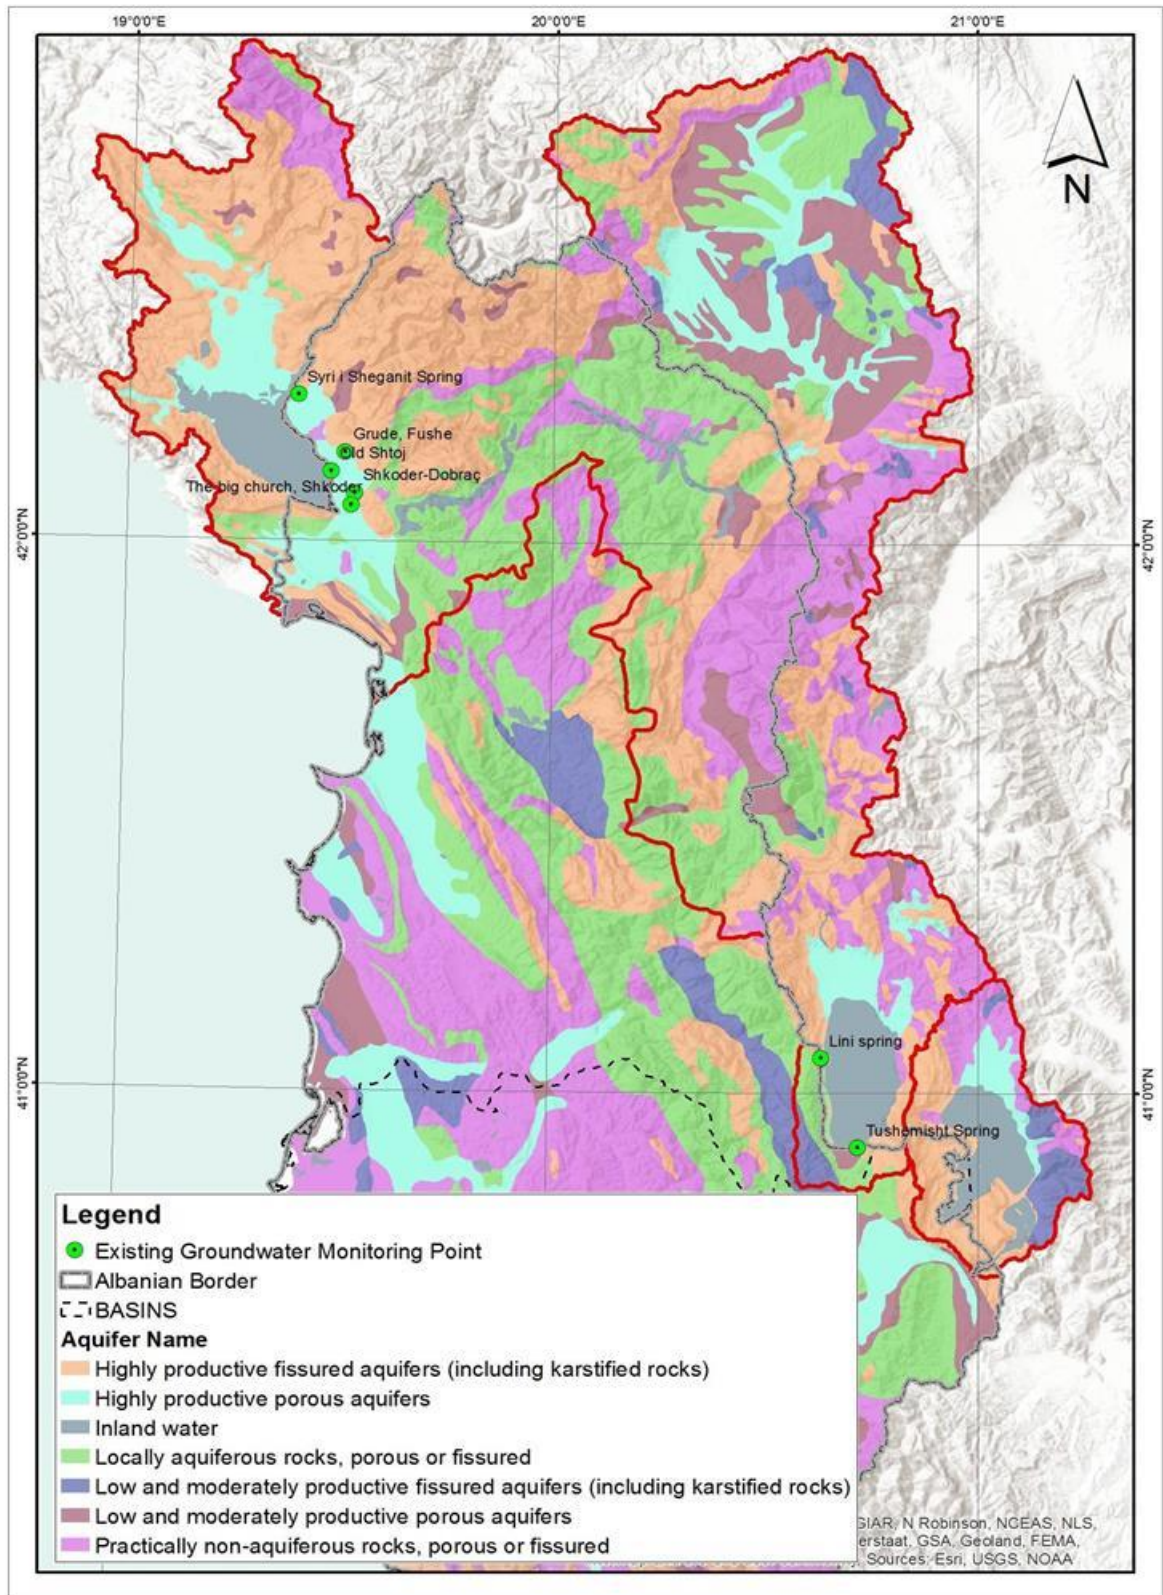 19°0'0"E
20°0'0"E
21°0'0"E
N
Syri i Sheganit Spring
Grude, Fushe
ld Shtoj
Shkoder-Dobraç
The big church, Shkoder
42°0'0"N
42°0'0"N
Lini spring
41°0'0"N
41°0'0"N
Tushemisht Spring
Legend
Existing Groundwater Monitoring Point
Albanian Border
BASINS
Aquifer Name
Highly productive fissured aquifers (including karstified rocks)
Highly productive porous aquifers
Inland water
Locally aquiferous rocks, porous or fissured
Low and moderately productive fissured aquifers (including karstified rocks)
Low and moderately productive porous aquifers
Practically non-aquiferous rocks, porous or fissured
GIAR, N Robinson, NCEAS, NLS,
erstaat, GSA, Geoland, FEMA,
Sources: Esri, USGS, NOAA